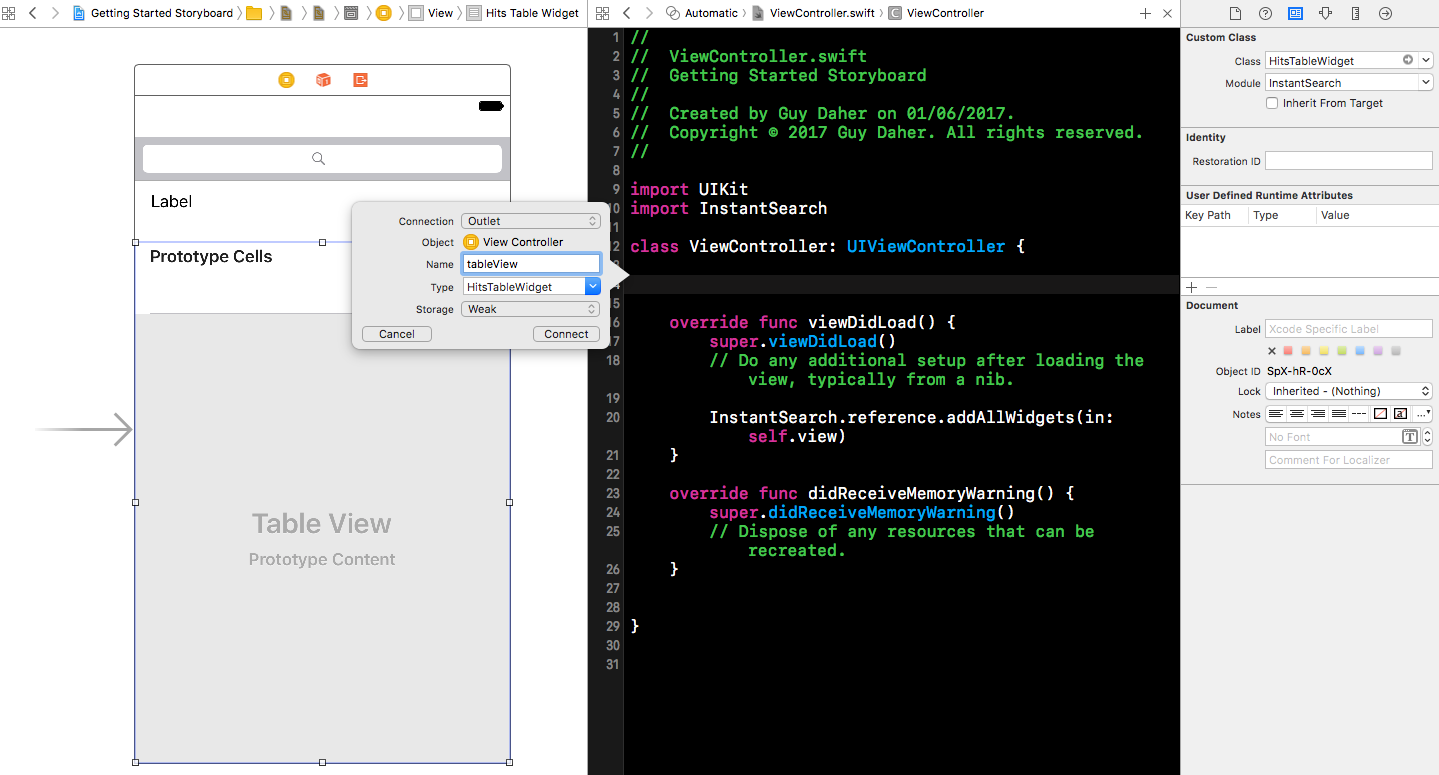 Getting Started Storyboard View Hits Table Widget
Automatic ViewController.swift ViewController
Label
Prototype Cells
Table View
Prototype Content
Connection Outlet
Object View Controller
Name tableView
Type HitsTableWidget
Storage Weak
Cancel Connect
1 //
2 //  ViewController.swift
3 //  Getting Started Storyboard
4 //
5 //  Created by Guy Daher on 01/06/2017.
6 //  Copyright © 2017 Guy Daher. All rights reserved.
7 //
8
9 import UIKit
10 import InstantSearch
11
12 class ViewController: UIViewController {
15
16     override func viewDidLoad() {
17         super.viewDidLoad()
18         // Do any additional setup after loading the
view, typically from a nib.
19
20         InstantSearch.reference.addAllWidgets(in:
self.view)
21     }
22
23     override func didReceiveMemoryWarning() {
24         super.didReceiveMemoryWarning()
25         // Dispose of any resources that can be
recreated.
26     }
27
28
29 }
30
31
Custom Class
Class HitsTableWidget
Module InstantSearch
Inherit From Target
Identity
Restoration ID
User Defined Runtime Attributes
Key Path Type Value
Document
Label Xcode Specific Label
Object ID SpX-hR-0cX
Lock Inherited - (Nothing)
Notes
No Font
Comment For Localizer